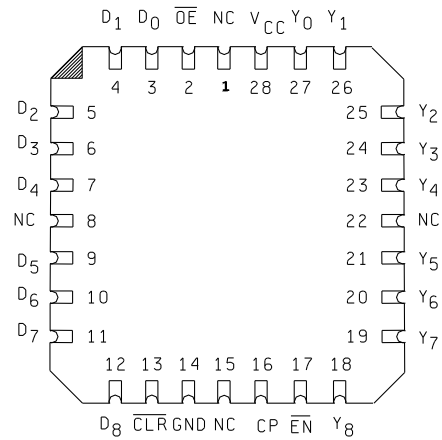 D1 D0 OE NC VCC Y0 Y1
4 3 2 1 28 27 26
D2 5 25 Y2
D3 6 24 Y3
D4 7 23 Y4
NC 8 22 NC
D5 9 21 Y5
D6 10 20 Y6
D7 11 19 Y7
12 13 14 15 16 17 18
D8 CLR GND NC CP EN Y8